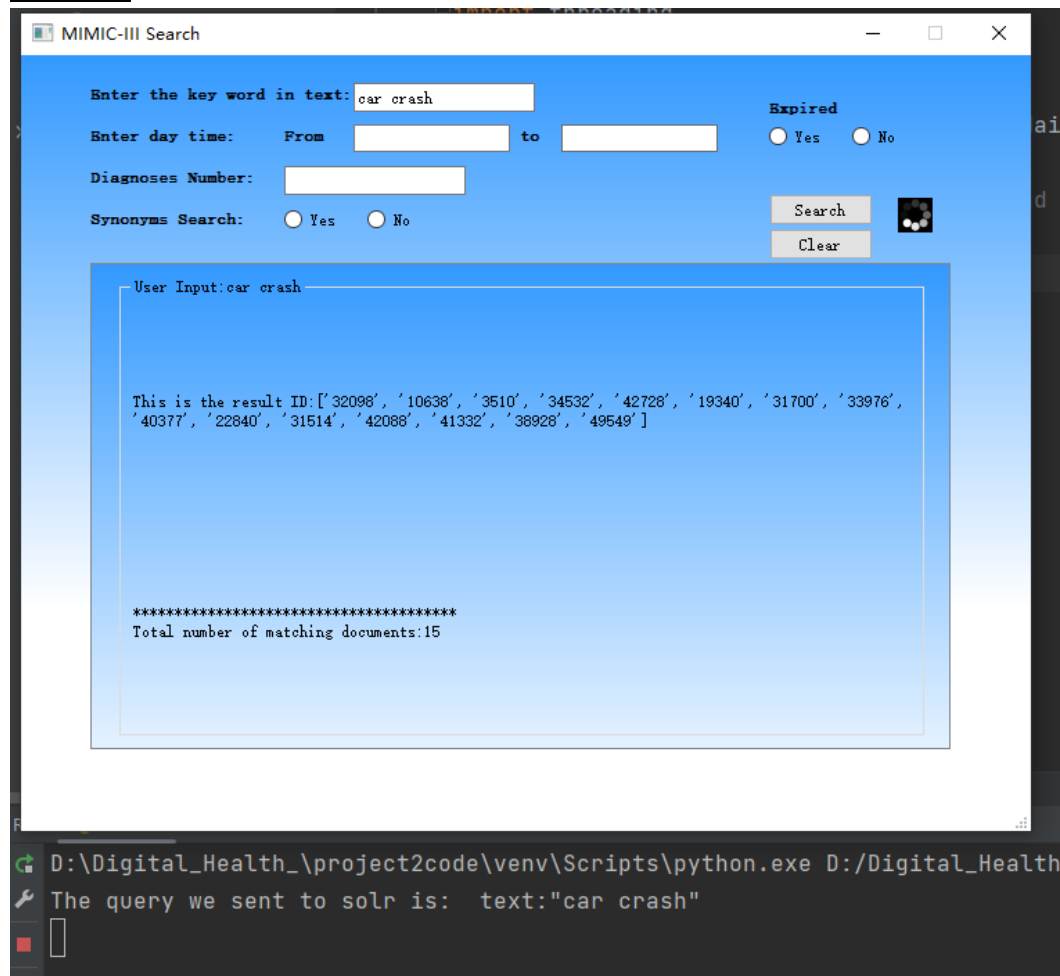 import threading
MIMIC-III Search
Enter the key word in text: car crash
Expired
Enter day time: From to
Yes No
Diagnoses Number:
Synonyms Search: Yes No
Search
Clear
User Input:car crash
This is the result ID:['32098', '10638', '3510', '34532', '42728', '19340', '31700', '33976',
'40377', '22840', '31514', '42088', '41332', '38928', '49549']
***************************************
Total number of matching documents:15
D:\Digital_Health_\project2code\venv\Scripts\python.exe D:/Digital_Health
The query we sent to solr is:  text:"car crash"